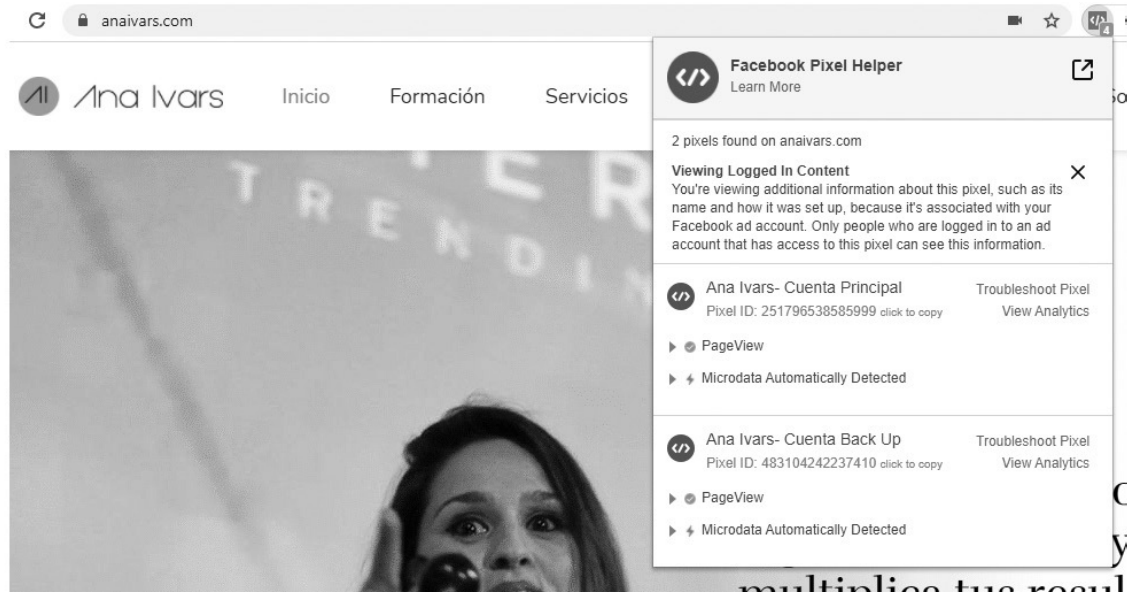 anaivars.com
4
AI Ana Ivars
Inicio
Formación
Servicios
TRENDIN
Facebook Pixel Helper
Learn More
2 pixels found on anaivars.com
Viewing Logged In Content
You're viewing additional information about this pixel, such as its
name and how it was set up, because it's associated with your
Facebook ad account. Only people who are logged in to an ad
account that has access to this pixel can see this information.
Ana Ivars- Cuenta Principal
Troubleshoot Pixel
Pixel ID: 251796538585999 click to copy
View Analytics
PageView
Microdata Automatically Detected
Ana Ivars- Cuenta Back Up
Troubleshoot Pixel
Pixel ID: 483104242237410 click to copy
View Analytics
PageView
Microdata Automatically Detected
multiplica tus